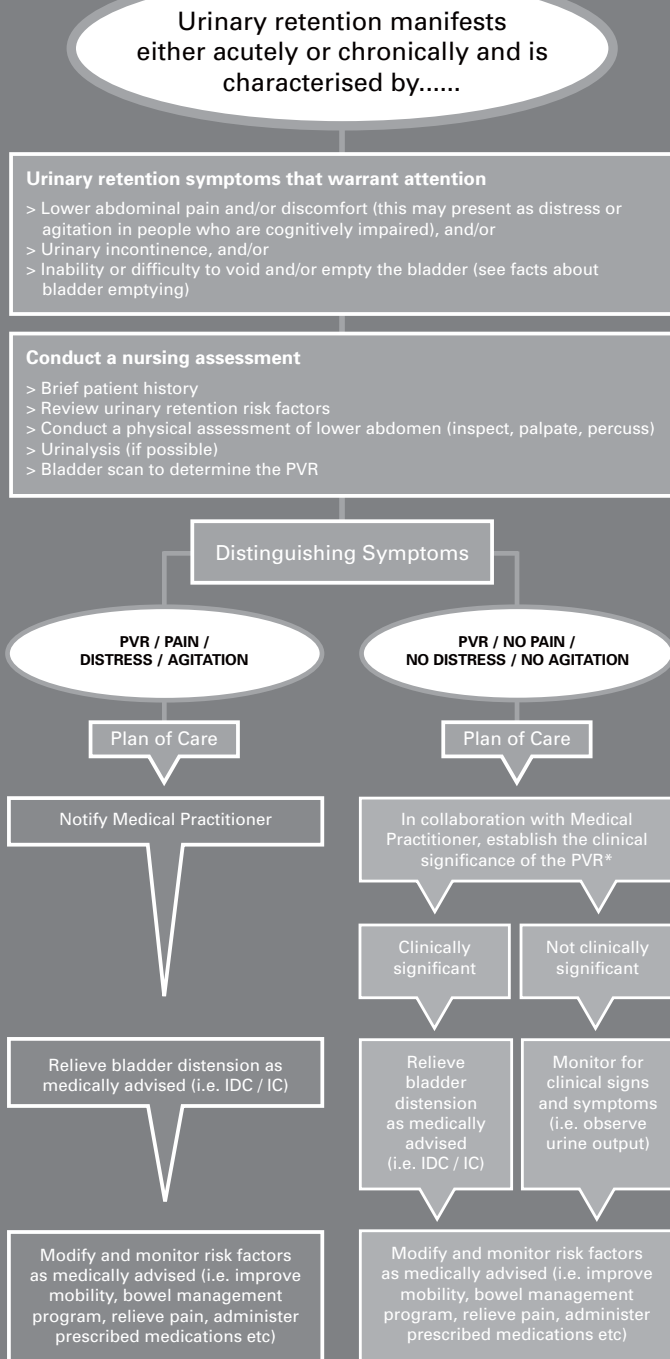 Urinary retention manifests
either acutely or chronically and is
characterised by......
Urinary retention symptoms that warrant attention
> Lower abdominal pain and/or discomfort (this may present as distress or
agitation in people who are cognitively impaired), and/or
> Urinary incontinence, and/or
> Inability or difficulty to void and/or empty the bladder (see facts about
bladder emptying)
Conduct a nursing assessment
> Brief patient history
> Review urinary retention risk factors
> Conduct a physical assessment of lower abdomen (inspect, palpate, percuss)
> Urinalysis (if possible)
> Bladder scan to determine the PVR
Distinguishing Symptoms
PVR / PAIN /
DISTRESS / AGITATION
Plan of Care
Notify Medical Practitioner
Relieve bladder distension as
medically advised (i.e. IDC / IC)
Modify and monitor risk factors
as medically advised (i.e. improve
mobility, bowel management
program, relieve pain, administer
prescribed medications etc)
PVR / NO PAIN /
NO DISTRESS / NO AGITATION
Plan of Care
In collaboration with Medical
Practitioner, establish the clinical
significance of the PVR*
Clinically
significant
Relieve
bladder
distension
as medically
advised
(i.e. IDC / IC)
Not clinically
significant
Monitor for
clinical signs
and symptoms
(i.e. observe
urine output)
Modify and monitor risk factors
as medically advised (i.e. improve
mobility, bowel management
program, relieve pain, administer
prescribed medications etc)